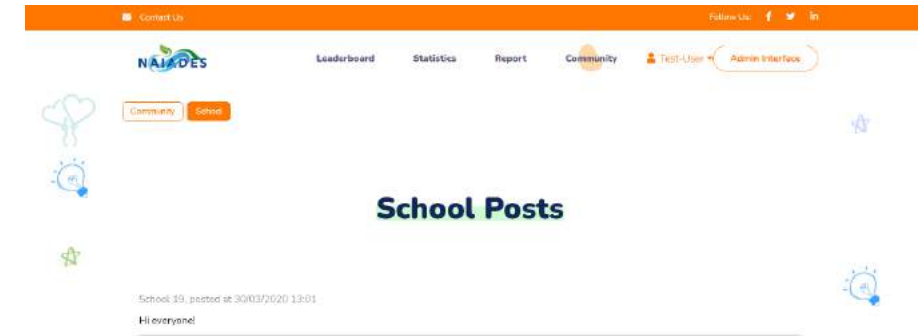 Contact Us
Follow Us:
NAIADES
Leaderboard Statistics Report Community Test-User Admin Interface
Community School
School Posts
School 19, posted at 30/03/2020 13:01
Hi everyone!